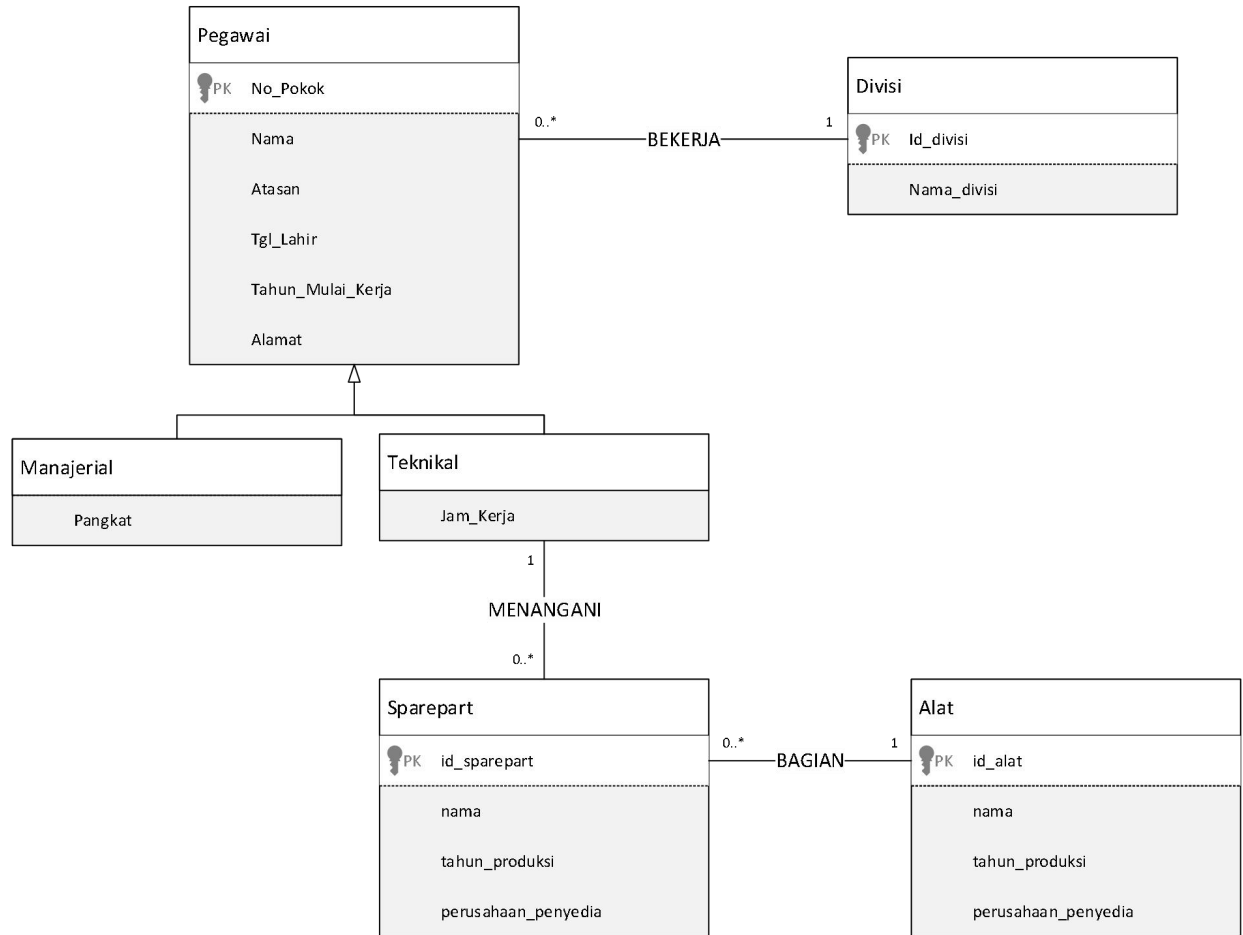 Pegawai
PK No_Pokok
Nama
Atasan
Tgl_Lahir
Tahun_Mulai_Kerja
Alamat
0..*
BEKERJA
1
Divisi
PK Id_divisi
Nama_divisi
Manajerial
Pangkat
Teknikal
Jam_Kerja
1
MENANGANI
0..*
Sparepart
PK id_sparepart
nama
tahun_produksi
perusahaan_penyedia
0..*
BAGIAN
1
Alat
PK id_alat
nama
tahun_produksi
perusahaan_penyedia